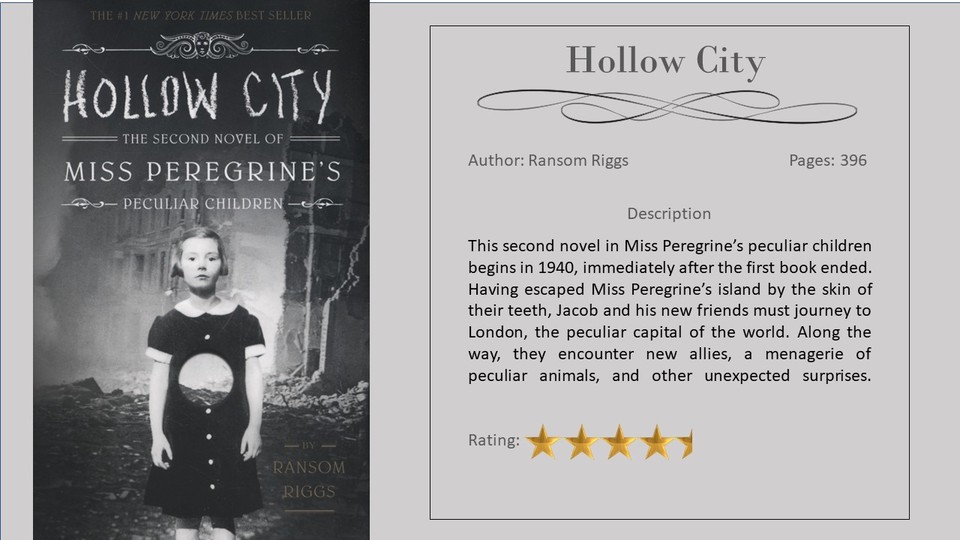 THE #1 NEW YORK TIMES BEST SELLER
HOLLOW CITY
THE SECOND NOVEL OF
MISS PEREGRINE'S
PECULIAR CHILDREN
BY
RANSOM
RIGGS
Hollow City
Author: Ransom Riggs
Pages: 396
Description
This second novel in Miss Peregrine’s peculiar children
begins in 1940, immediately after the first book ended.
Having escaped Miss Peregrine’s island by the skin of
their teeth, Jacob and his new friends must journey to
London, the peculiar capital of the world. Along the
way, they encounter new allies, a menagerie of
peculiar animals, and other unexpected surprises.
Rating: